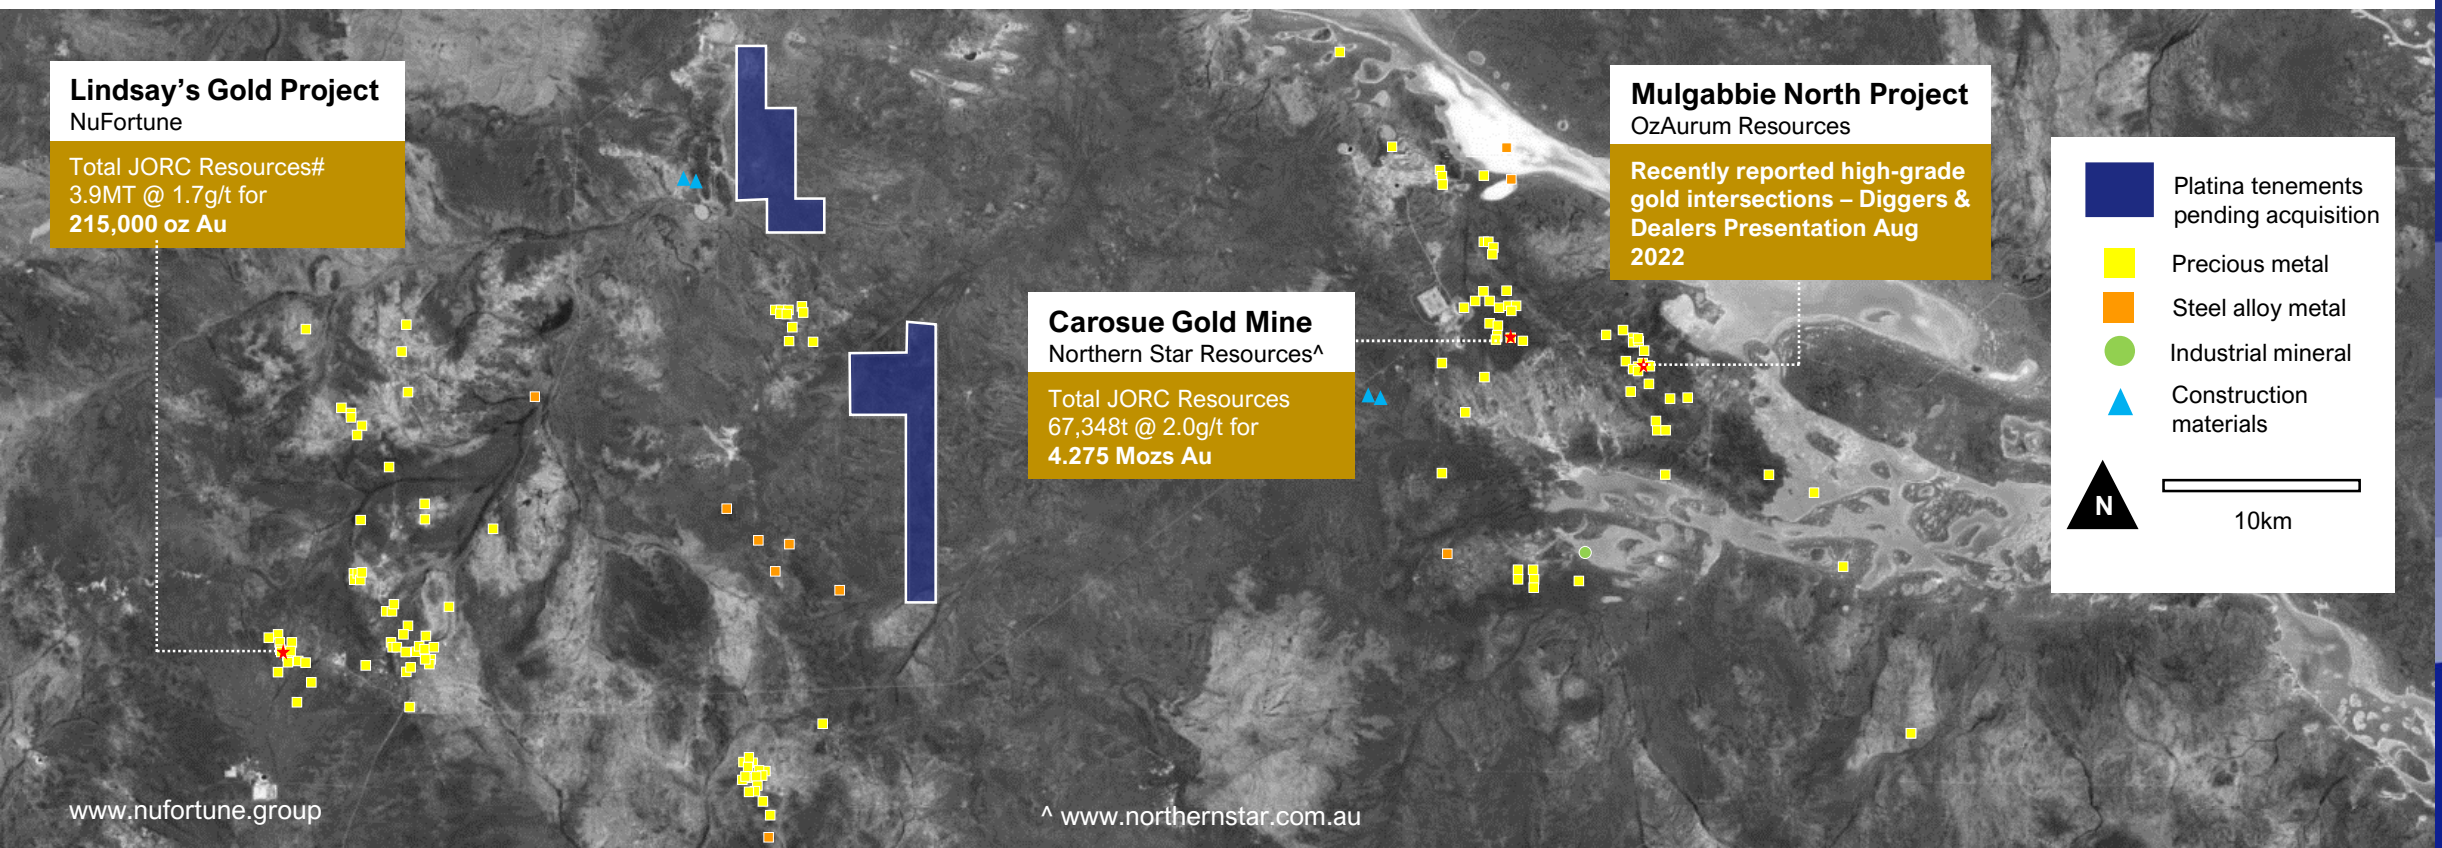 Lindsay's Gold Project
NuFortune
Total JORC Resources#
3.9MT @ 1.7g/t for
215,000 oz Au
Mulgabbie North Project
OzAurum Resources
Recently reported high-grade
gold intersections – Diggers &
Dealers Presentation Aug
2022
Carosue Gold Mine
Northern Star Resources^
Total JORC Resources
67,348t @ 2.0g/t for
4.275 Mozs Au
Platina tenements
pending acquisition
Precious metal
Steel alloy metal
Industrial mineral
Construction
materials
N
10km
www.nufortune.group
^ www.northernstar.com.au